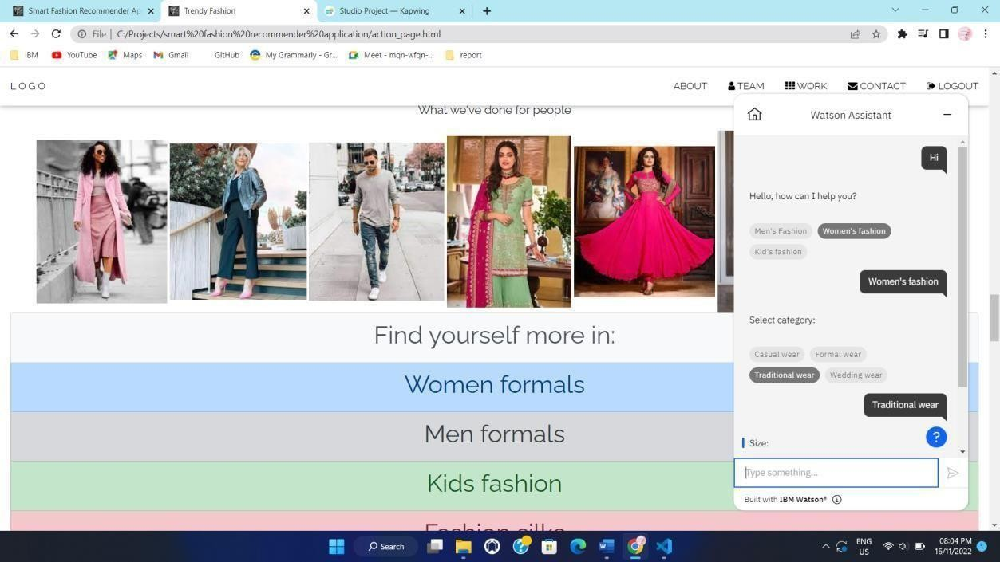 Smart Fashion Recommender Ap
Trendy Fashion
Studio Project — Kapwing
File
C:/Projects/smart%20fashion%20recommender%20application/action_page.html
IBM
YouTube
Maps
Gmail
GitHub
My Grammarly - Gr...
Meet - mqn-wfqn-...
report
LOGO
ABOUT
TEAM
WORK
CONTACT
LOGOUT
What we've done for people
Find yourself more in:
Women formals
Men formals
Kids fashion
Fashion silks
Watson Assistant
Hi
Hello, how can I help you?
Men's Fashion
Women's fashion
Kid's fashion
Women's fashion
Select category:
Casual wear
Formal wear
Traditional wear
Wedding wear
Traditional wear
Size:
?
Type something...
Built with IBM Watson®
Search
ENG
US
08:04 PM
16/11/2022
1